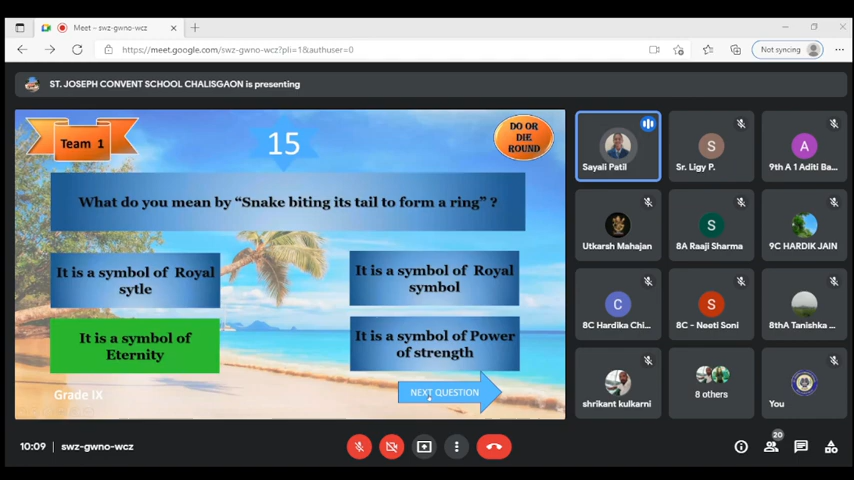 Meet – swz-gwno-wcz
https://meet.google.com/swz-gwno-wcz?pli=1&authuser=0
Not syncing
ST. JOSEPH CONVENT SCHOOL CHALISGAON is presenting
Team 1
15
DO OR
DIE
ROUND
What do you mean by “Snake biting its tail to form a ring” ?
It is a symbol of Royal
sytle
It is a symbol of Royal
symbol
It is a symbol of
Eternity
It is a symbol of Power
of strength
Grade IX
NEXT QUESTION
Sayali Patil
S
Sr. Ligy P.
A
9th A 1 Aditi Ba...
Utkarsh Mahajan
S
8A Raaji Sharma
9C HARDIK JAIN
C
8C Hardika Chi...
S
8C - Neeti Soni
8thA Tanishka ...
shrikant kulkarni
8 others
You
10:09 | swz-gwno-wcz
20